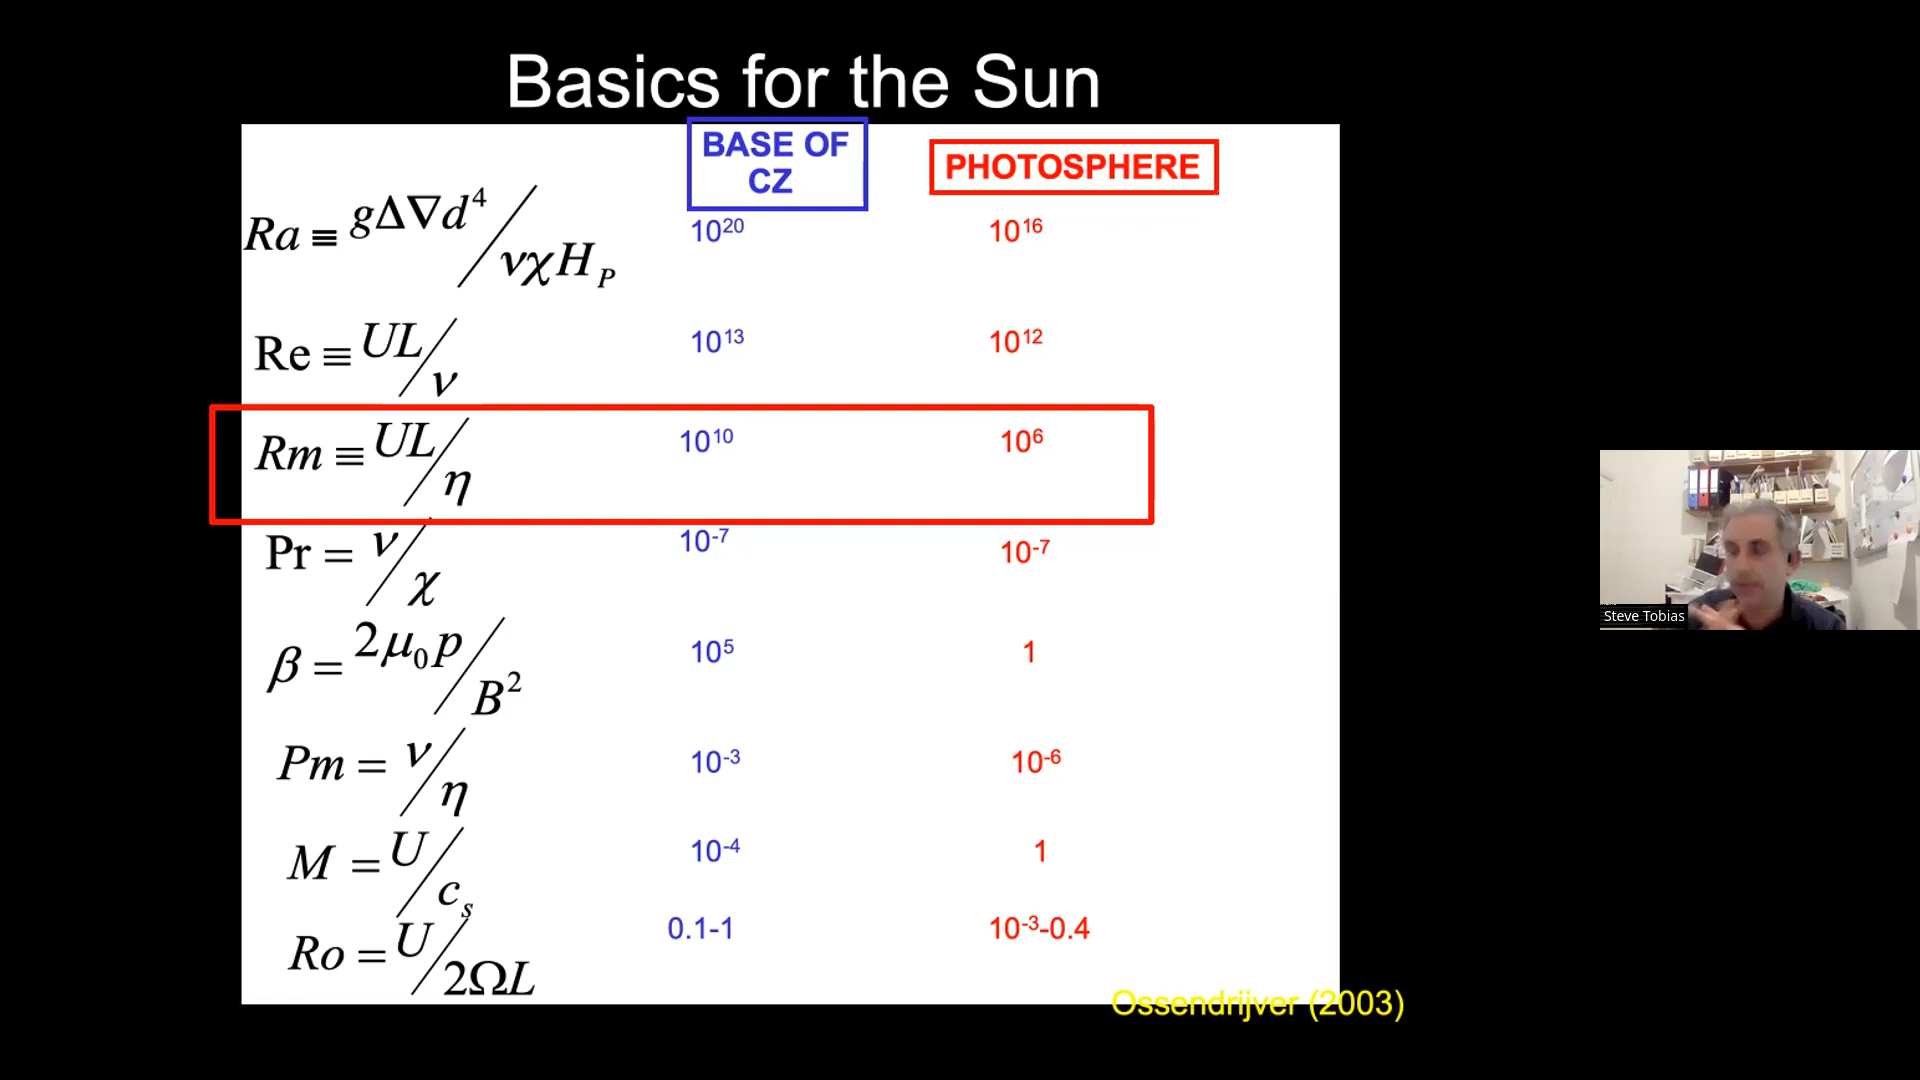 Basics for the Sun
BASE OF
CZ
PHOTOSPHERE
Ra ≡ gΔ∇d⁴/νχH_P 10²⁰ 10¹⁶
Re ≡ UL/ν 10¹³ 10¹²
Rm ≡ UL/η 10¹⁰ 10⁶
Pr = ν/χ 10⁻⁷ 10⁻⁷
β = 2μ₀p/B² 10⁵ 1
Pm = ν/η 10⁻³ 10⁻⁶
M = U/c_s 10⁻⁴ 1
Ro = U/2ΩL 0.1-1 10⁻³-0.4
Ossendrijver (2003)
Steve Tobias